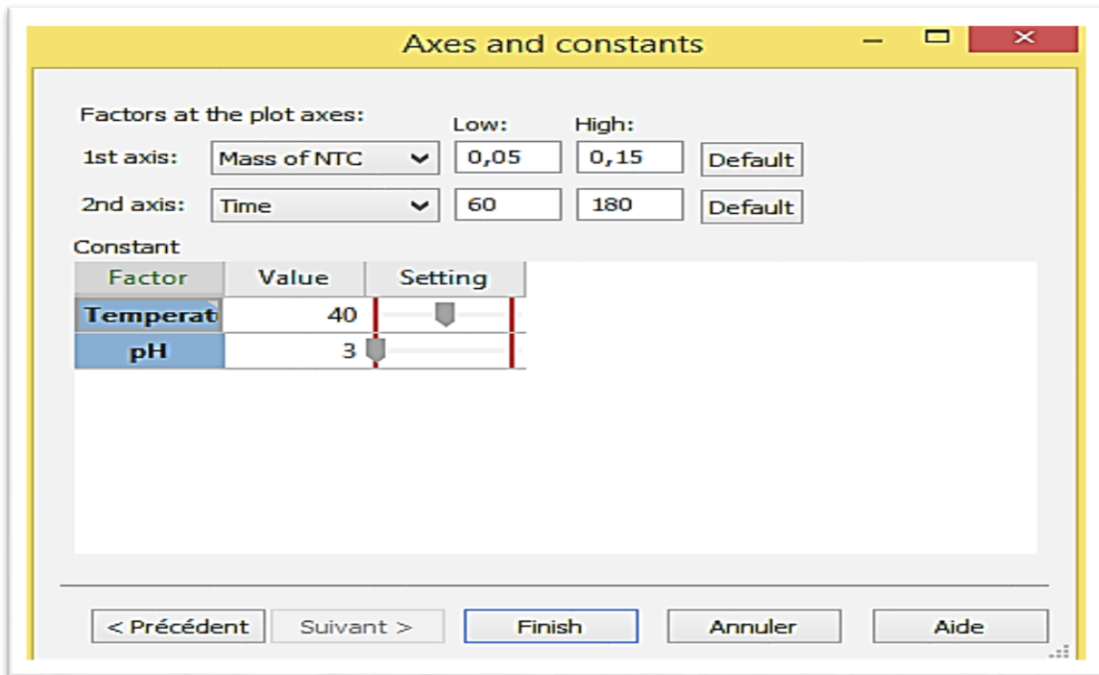 Axes and constants
Factors at the plot axes:
Low: High:
1st axis: Mass of NTC 0,05 0,15 Default
2nd axis: Time 60 180 Default
Constant
Factor Value Setting
Temperat 40
pH 3
< Précédent Suivant > Finish Annuler Aide